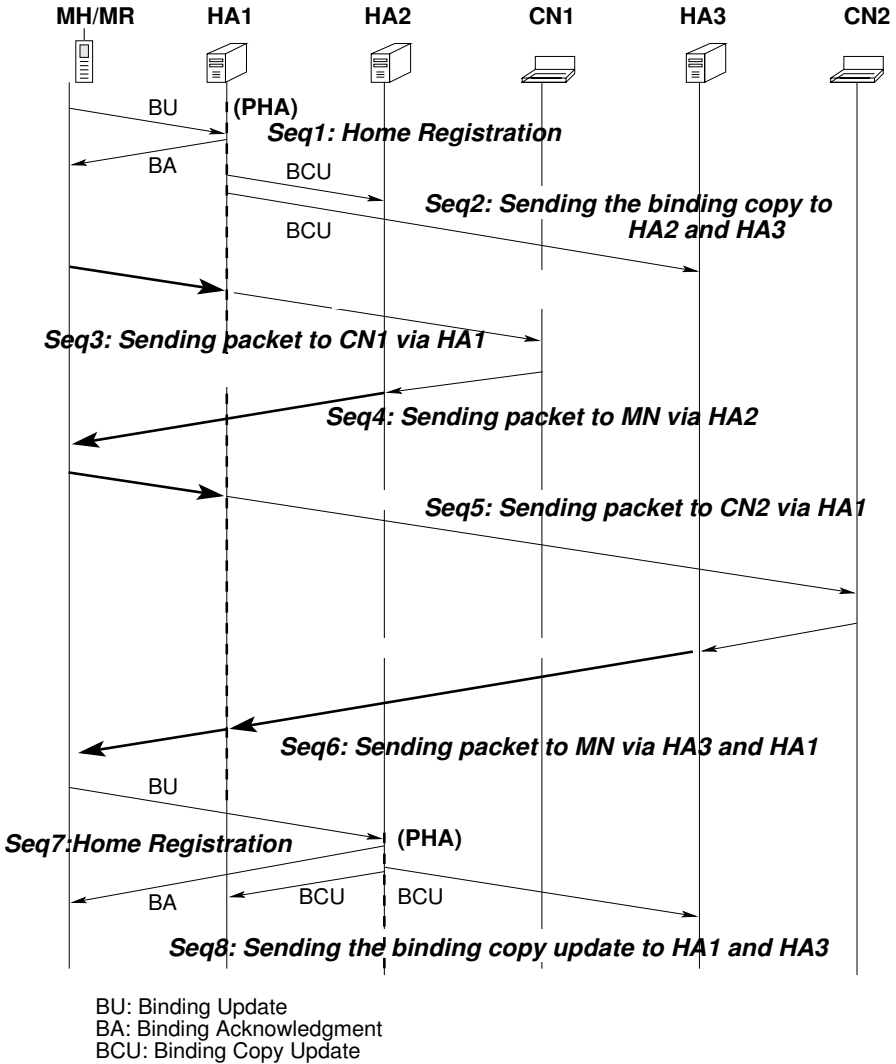 MH/MR HA1 HA2 CN1 HA3 CN2
BU
(PHA)
Seq1: Home Registration
BA
BCU
Seq2: Sending the binding copy to
HA2 and HA3
BCU
Seq3: Sending packet to CN1 via HA1
Seq4: Sending packet to MN via HA2
Seq5: Sending packet to CN2 via HA1
Seq6: Sending packet to MN via HA3 and HA1
BU
(PHA)
Seq7:Home Registration
BA BCU BCU
Seq8: Sending the binding copy update to HA1 and HA3
BU: Binding Update
BA: Binding Acknowledgment
BCU: Binding Copy Update